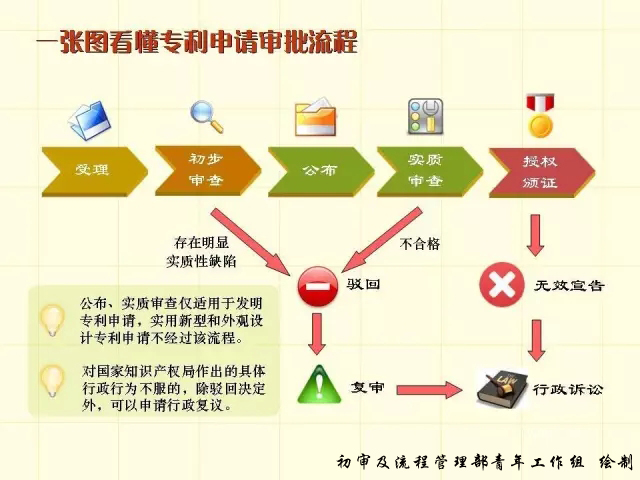 一张图看懂专利申请审批流程
受理
初步
审查
公布
实质
审查
授权
颁证
存在明显
实质性缺陷
不合格
驳回
无效宣告
公布、实质审查仅适用于发明
专利申请，实用新型和外观设
计专利申请不经过该流程。
对国家知识产权局作出的具体
行政行为不服的，除驳回决定
外，可以申请行政复议。
复审
LAW
行政诉讼
初审及流程管理部青年工作组 绘制